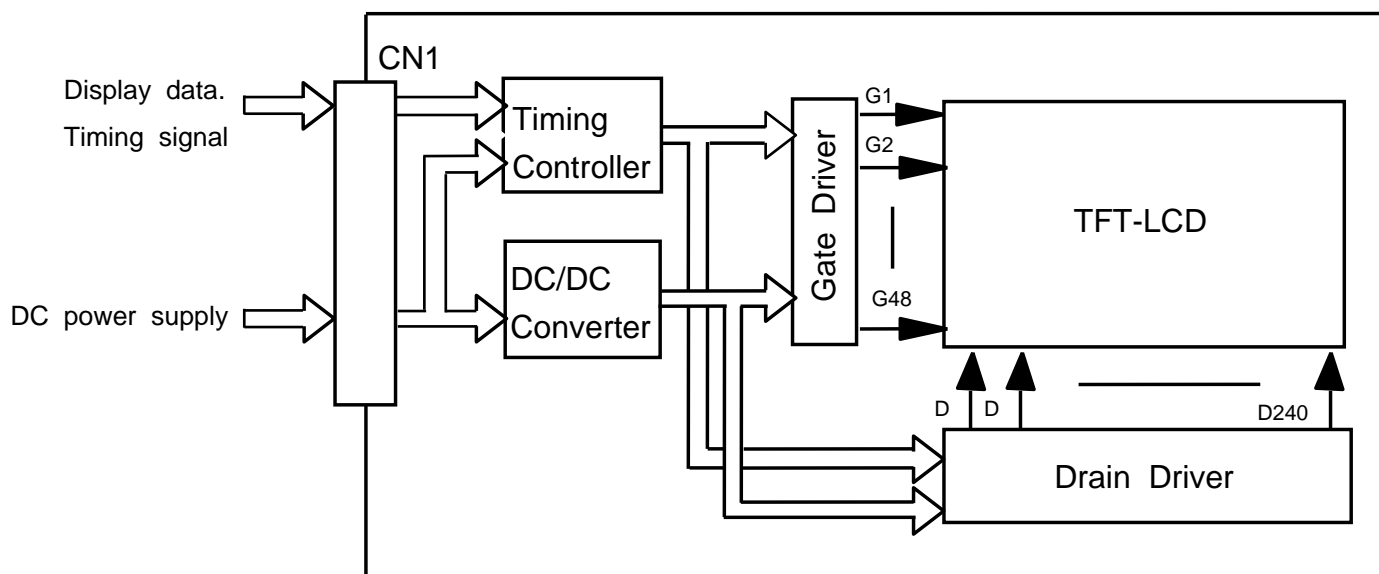 CN1
Display data.
Timing signal
DC power supply
Timing
Controller
DC/DC
Converter
Gate Driver
G1
G2
G48
TFT-LCD
D D D240
Drain Driver